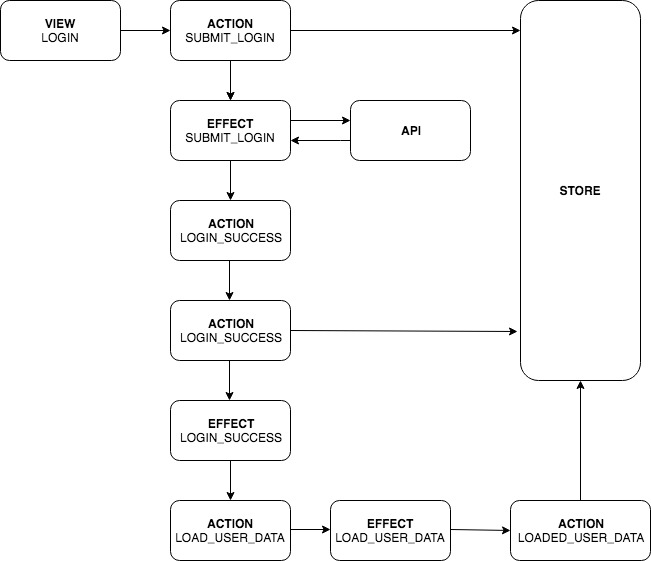 VIEW
LOGIN
ACTION
SUBMIT_LOGIN
EFFECT
SUBMIT_LOGIN
API
STORE
ACTION
LOGIN_SUCCESS
ACTION
LOGIN_SUCCESS
EFFECT
LOGIN_SUCCESS
ACTION
LOAD_USER_DATA
EFFECT
LOAD_USER_DATA
ACTION
LOADED_USER_DATA